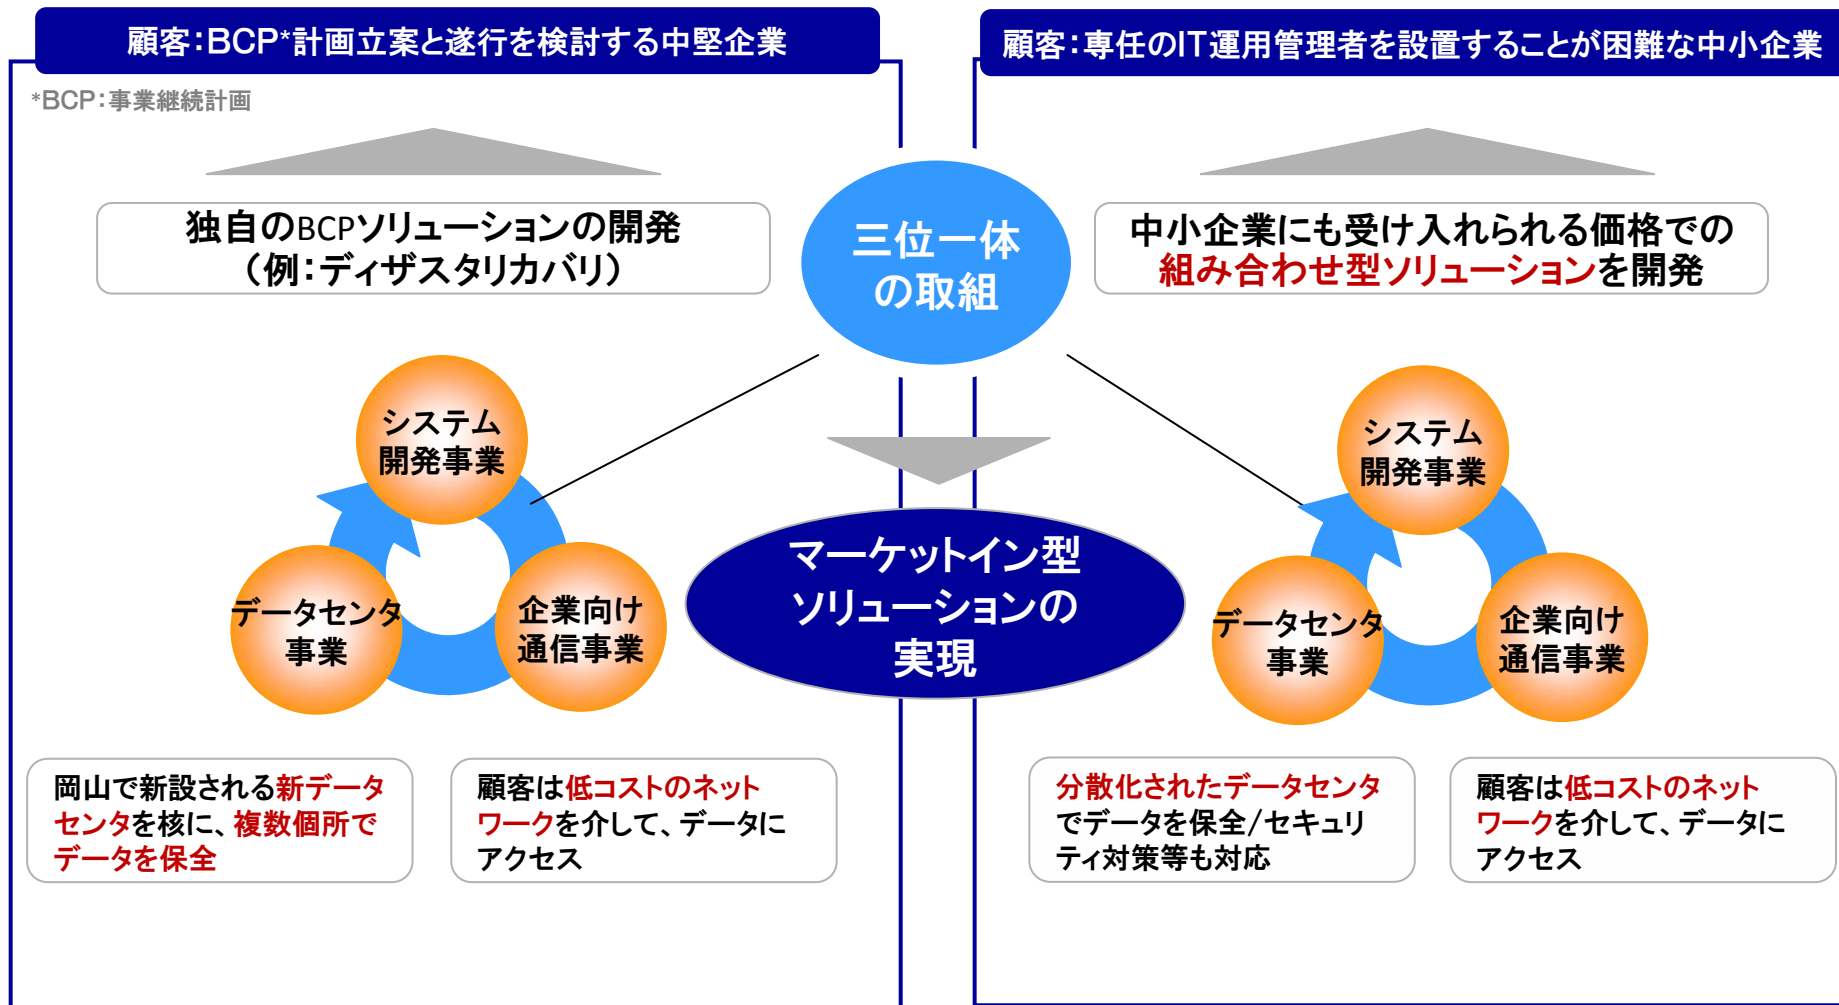 顧客:BCP*計画立案と遂行を検討する中堅企業
*BCP:事業継続計画
独自のBCPソリューションの開発
(例:ディザスタリカバリ)
システム
開発事業
データセンタ
事業
企業向け
通信事業
岡山で新設される新データ
センタを核に、複数個所で
データを保全
顧客は低コストのネット
ワークを介して、データに
アクセス
三位一体
の取組
マーケットイン型
ソリューションの
実現
顧客:専任のIT運用管理者を設置することが困難な中小企業
中小企業にも受け入れられる価格での
組み合わせ型ソリューションを開発
システム
開発事業
データセンタ
事業
企業向け
通信事業
分散化されたデータセンタ
でデータを保全/セキュリ
ティ対策等も対応
顧客は低コストのネット
ワークを介して、データに
アクセス